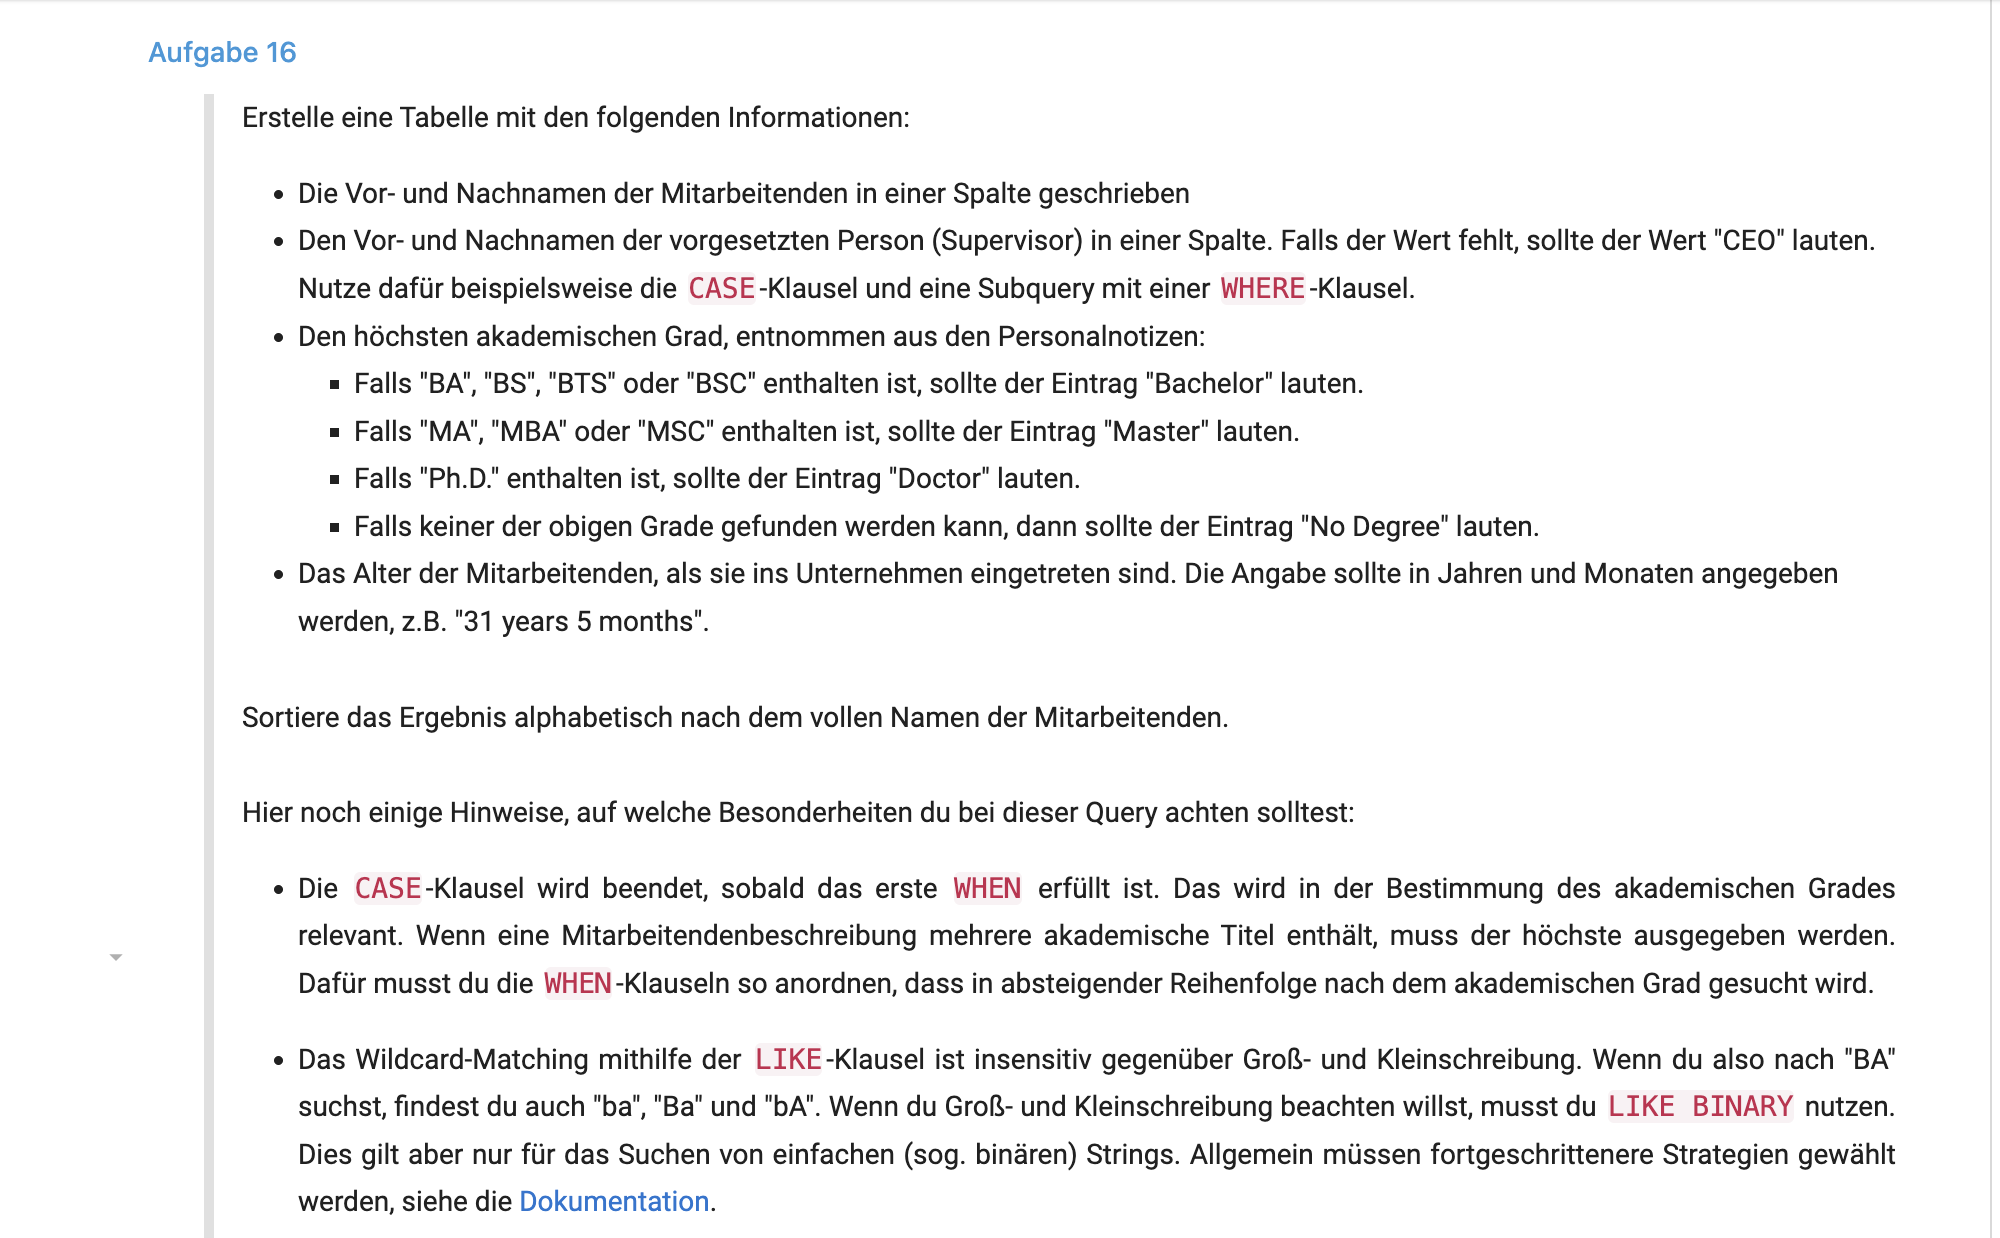 Aufgabe 16
Erstelle eine Tabelle mit den folgenden Informationen:
• Die Vor- und Nachnamen der Mitarbeitenden in einer Spalte geschrieben
• Den Vor- und Nachnamen der vorgesetzten Person (Supervisor) in einer Spalte. Falls der Wert fehlt, sollte der Wert "CEO" lauten.
Nutze dafür beispielsweise die CASE-Klausel und eine Subquery mit einer WHERE-Klausel.
• Den höchsten akademischen Grad, entnommen aus den Personalnotizen:
▪ Falls "BA", "BS", "BTS" oder "BSC" enthalten ist, sollte der Eintrag "Bachelor" lauten.
▪ Falls "MA", "MBA" oder "MSC" enthalten ist, sollte der Eintrag "Master" lauten.
▪ Falls "Ph.D." enthalten ist, sollte der Eintrag "Doctor" lauten.
▪ Falls keiner der obigen Grade gefunden werden kann, dann sollte der Eintrag "No Degree" lauten.
• Das Alter der Mitarbeitenden, als sie ins Unternehmen eingetreten sind. Die Angabe sollte in Jahren und Monaten angegeben
werden, z.B. "31 years 5 months".
Sortiere das Ergebnis alphabetisch nach dem vollen Namen der Mitarbeitenden.
Hier noch einige Hinweise, auf welche Besonderheiten du bei dieser Query achten solltest:
• Die CASE-Klausel wird beendet, sobald das erste WHEN erfüllt ist. Das wird in der Bestimmung des akademischen Grades
relevant. Wenn eine Mitarbeitendenbeschreibung mehrere akademische Titel enthält, muss der höchste ausgegeben werden.
Dafür musst du die WHEN-Klauseln so anordnen, dass in absteigender Reihenfolge nach dem akademischen Grad gesucht wird.
• Das Wildcard-Matching mithilfe der LIKE-Klausel ist insensitiv gegenüber Groß- und Kleinschreibung. Wenn du also nach "BA"
suchst, findest du auch "ba", "Ba" und "bA". Wenn du Groß- und Kleinschreibung beachten willst, musst du LIKE BINARY nutzen.
Dies gilt aber nur für das Suchen von einfachen (sog. binären) Strings. Allgemein müssen fortgeschrittenere Strategien gewählt
werden, siehe die Dokumentation.